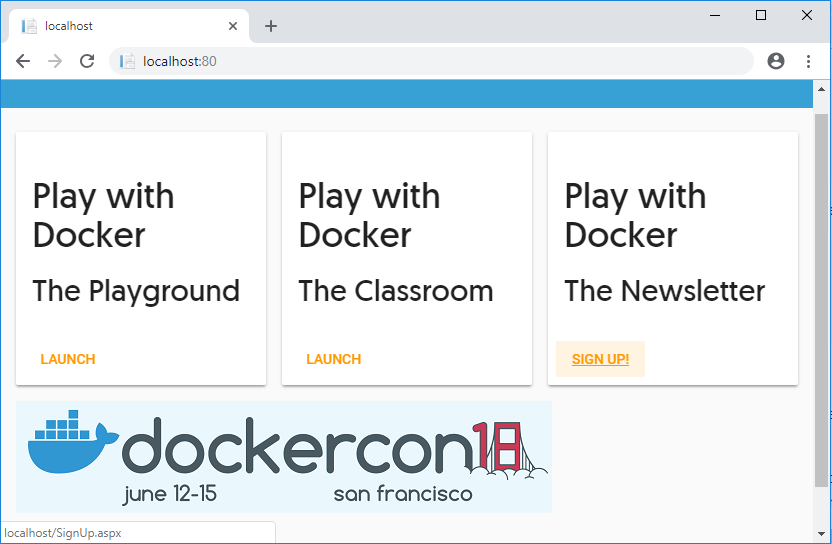 localhost
localhost:80
Play with
Docker
The Playground
LAUNCH
Play with
Docker
The Classroom
LAUNCH
Play with
Docker
The Newsletter
SIGN UP!
dockercon18
june 12-15
san francisco
localhost/SignUp.aspx